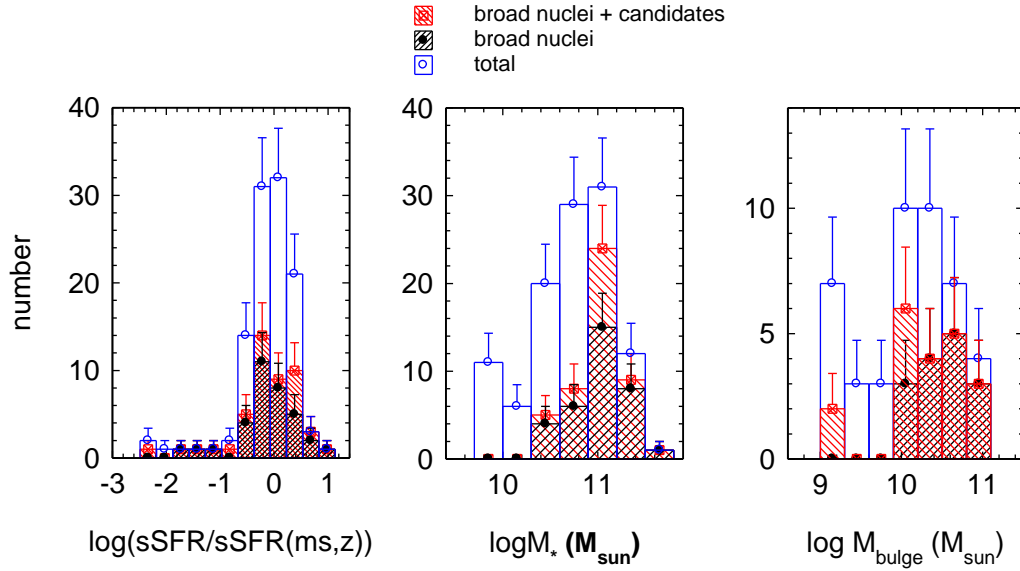 broad nuclei + candidates
broad nuclei
total
number
40
30
20
10
0
-3 -2 -1 0 1
log(sSFR/sSFR(ms,z))
40
30
20
10
0
10 11
logM* (Msun)
10
5
0
9 10 11
log Mbulge (Msun)